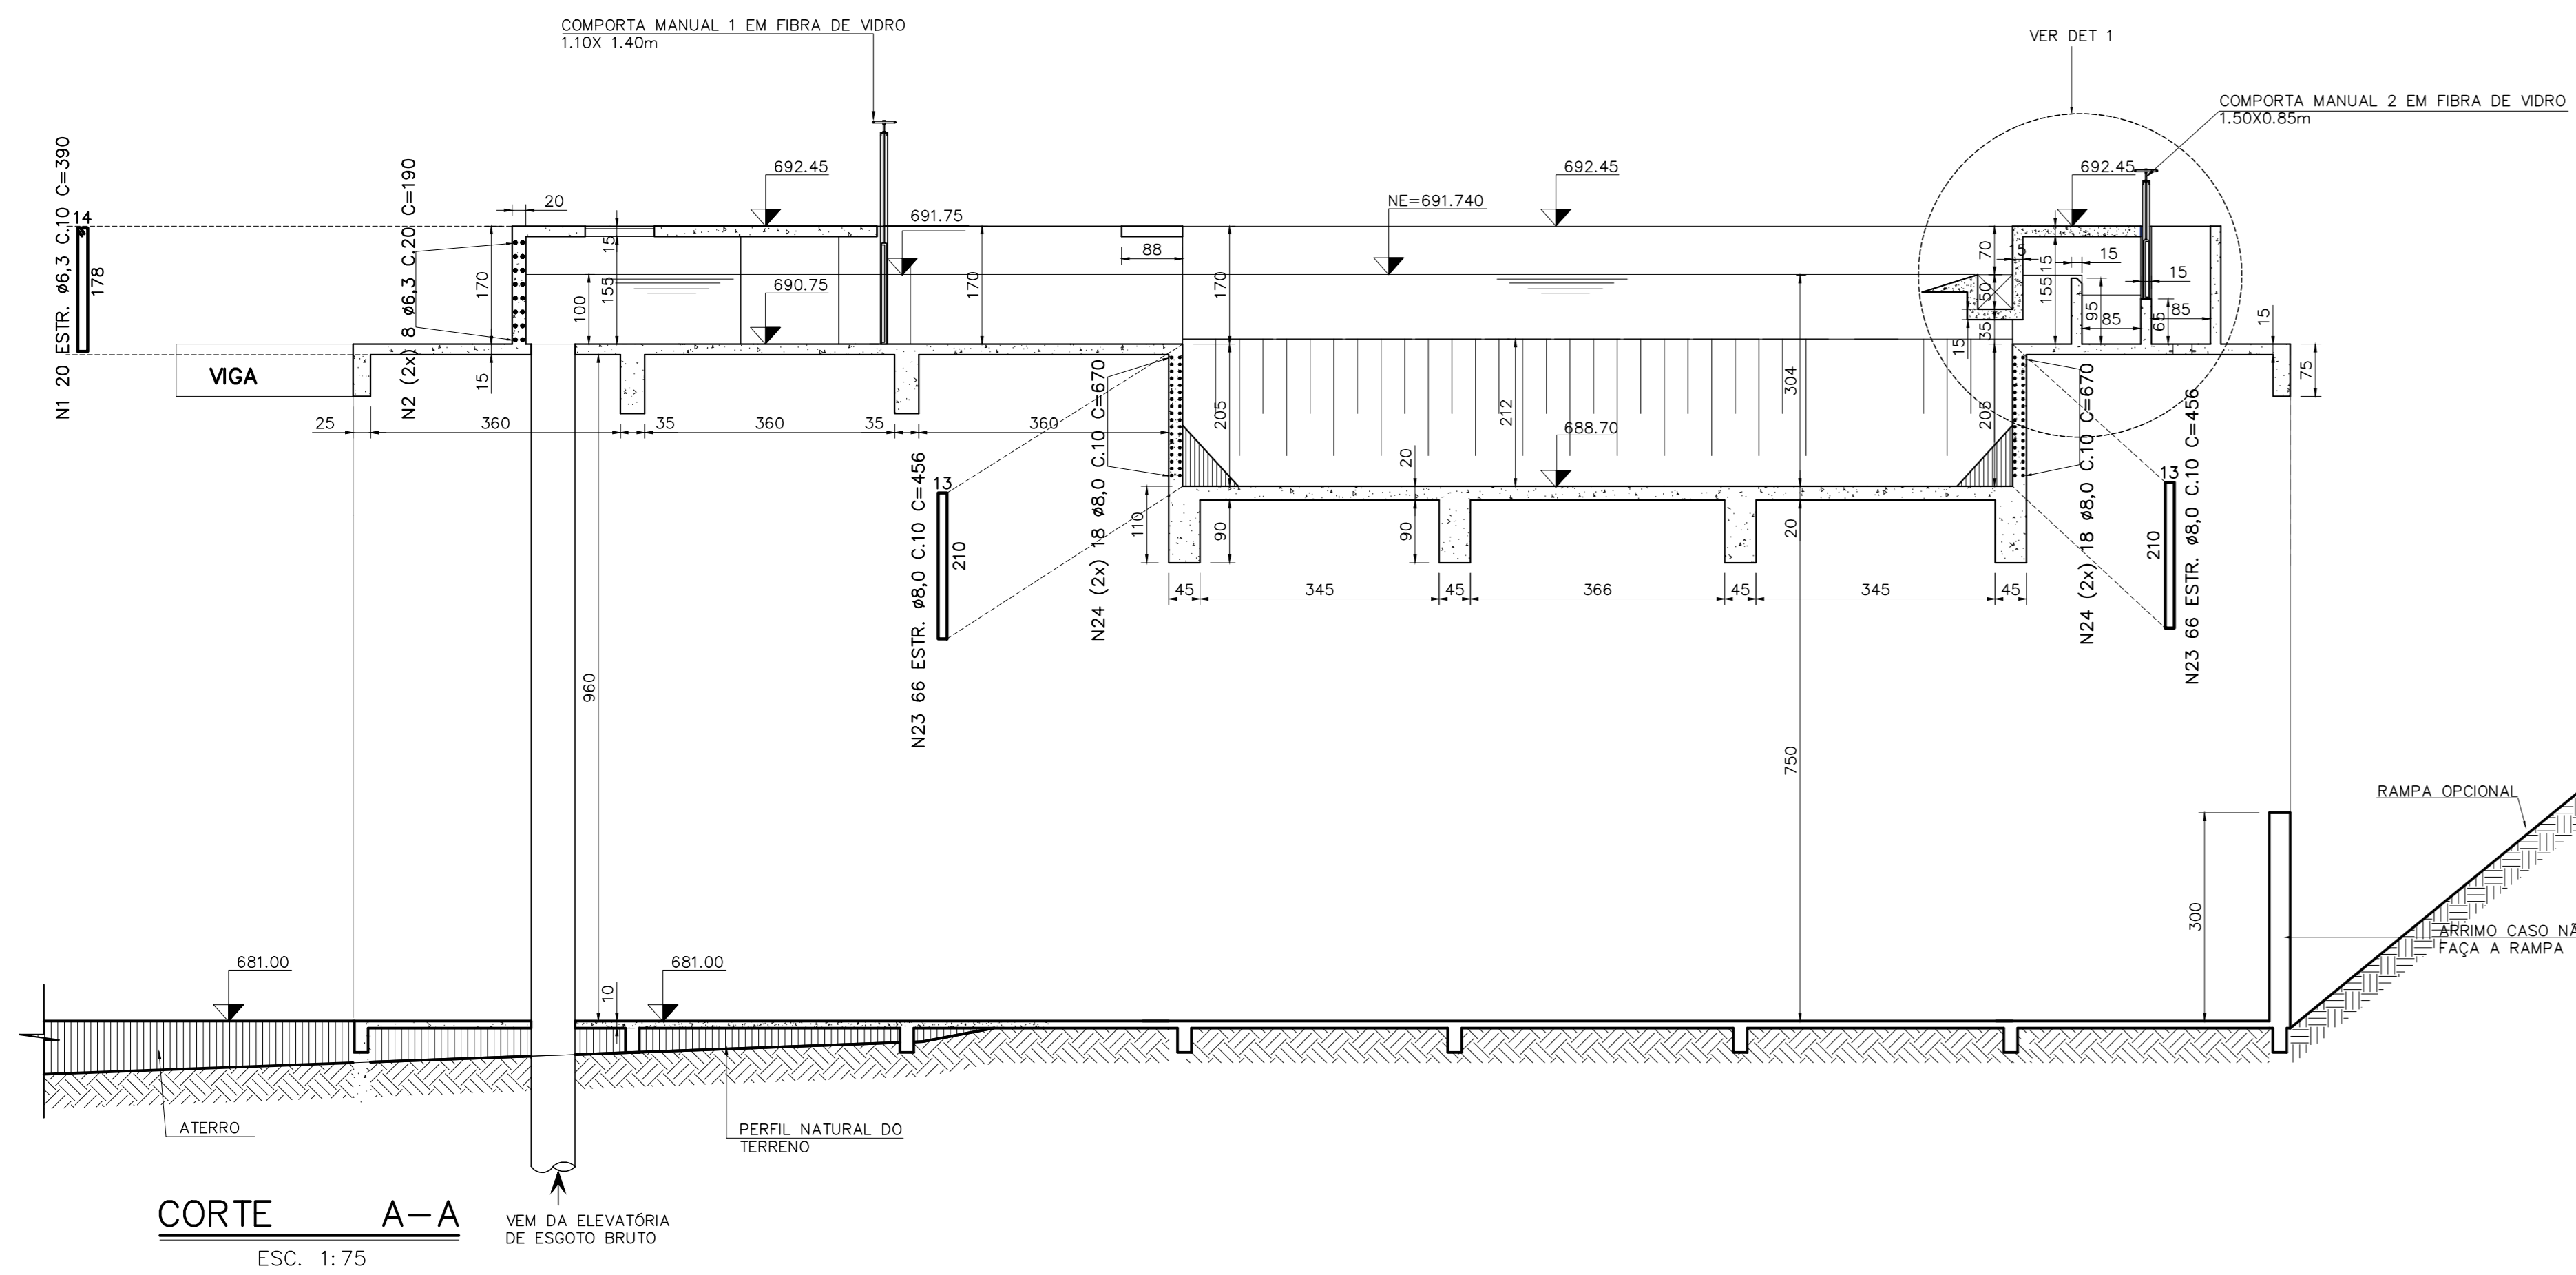 COMPORTA MANUAL 1 EM FIBRA DE VIDRO
1.10X 1.40m
VER DET 1
COMPORTA MANUAL 2 EM FIBRA DE VIDRO
1.50X0.85m
N1 20 ESTR. ø6,3 C.10 C=390
14
178
N2 (2x) 8 ø6,3 C.20 C=190
20
692.45
691.75
690.75
NE=691.740
692.45
692.45
170
15
155
100
170
88
170
70
15
50
35
15
155
15
15
95
85
15
65
85
15
75
VIGA
15
25
360
35
360
35
360
205
212
304
205
688.70
20
N23 66 ESTR. ø8,0 C.10 C=456
13
210
N24 (2x) 18 ø8,0 C.10 C=670
110
90
90
20
45
345
45
366
45
345
45
N24 (2x) 18 ø8,0 C.10 C=670
13
210
N23 66 ESTR. ø8,0 C.10 C=456
960
750
300
RAMPA OPCIONAL
ARRIMO CASO NÃ
FAÇA A RAMPA
681.00
681.00
10
ATERRO
PERFIL NATURAL DO
TERRENO
CORTE A-A
ESC. 1:75
VEM DA ELEVATÓRIA
DE ESGOTO BRUTO